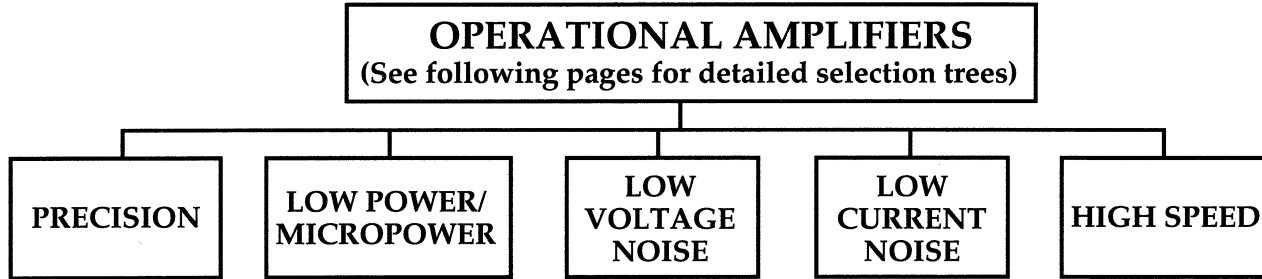 OPERATIONAL AMPLIFIERS
(See following pages for detailed selection trees)
PRECISION
LOW POWER/
MICROPOWER
LOW
VOLTAGE
NOISE
LOW
CURRENT
NOISE
HIGH SPEED